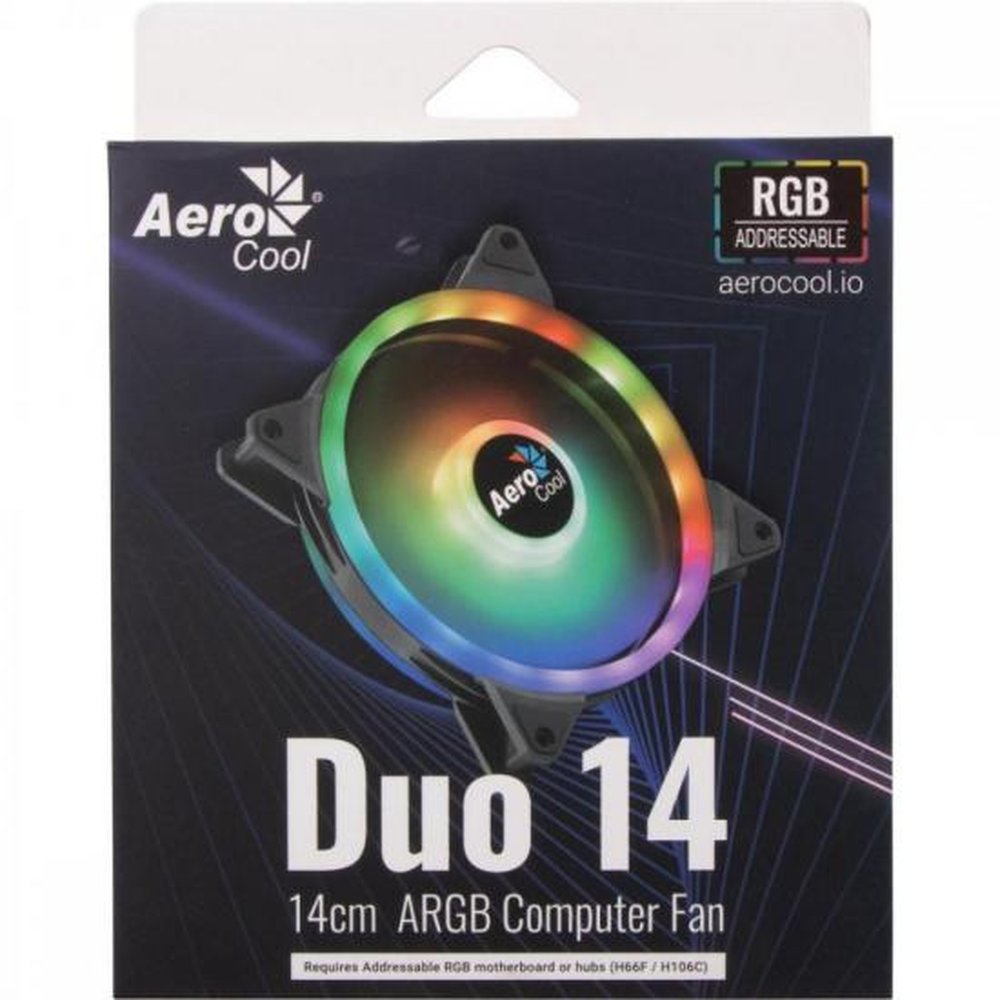 Aero
Cool
®
RGB
ADDRESSABLE
aerocool.io
Aero
Cool
Duo 14
14cm ARGB Computer Fan
Requires Addressable RGB motherboard or hubs (H66F / H106C)